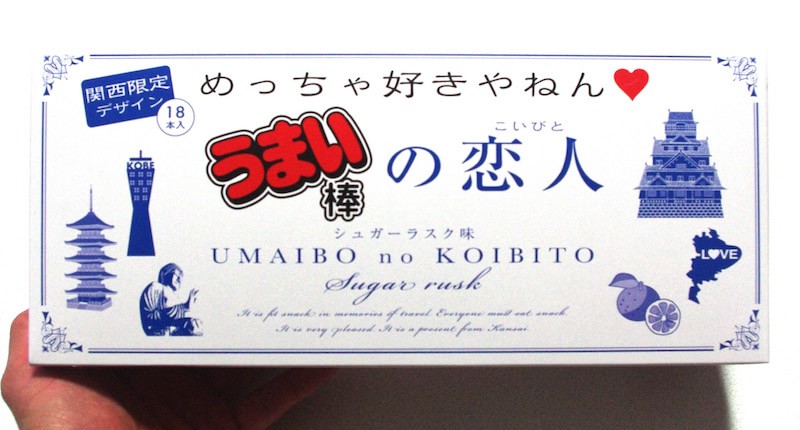 めっちゃ好きやねん♥
関西限定
デザイン
18
本入
KOBE
うまい棒の恋人
こいびと
シュガーラスク味
UMAIBO no KOIBITO
Sugar rusk
LOVE
It is fit snack in memories of travel. Everyone must eat snack.
It is very pleased. It is a present from Kansai.